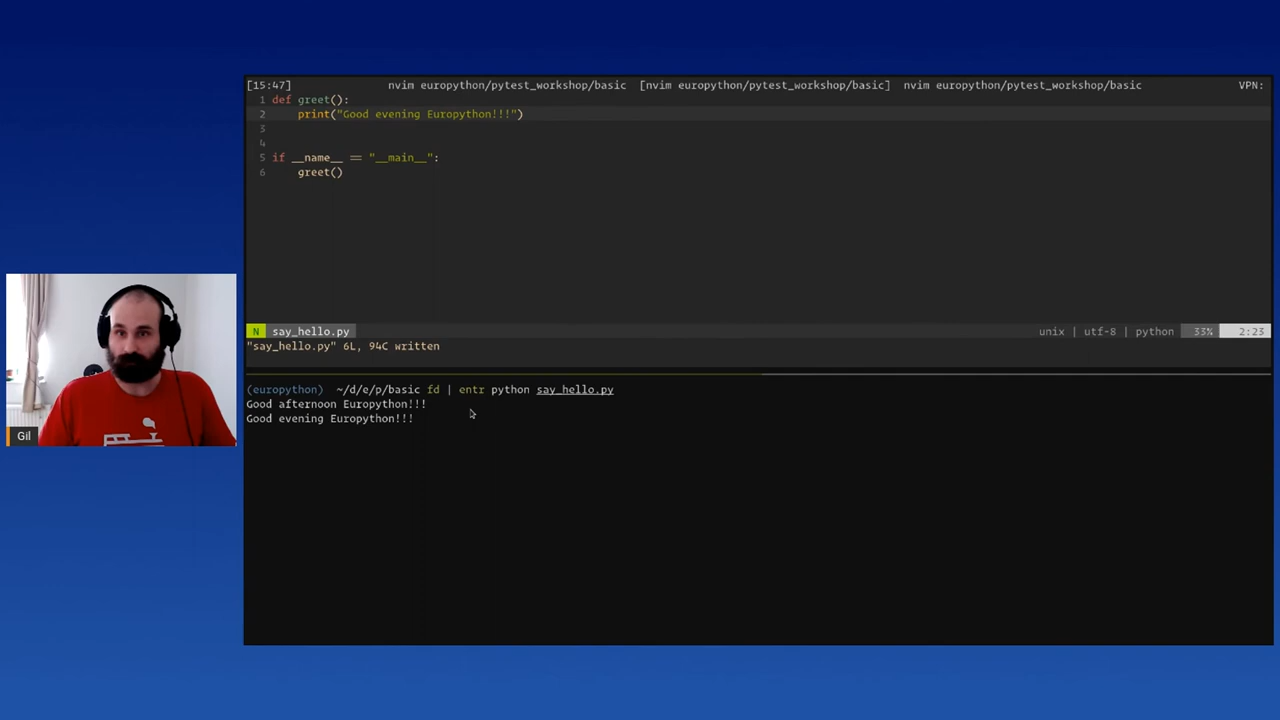 [15:47] nvim europython/pytest_workshop/basic [nvim europython/pytest_workshop/basic] nvim europython/pytest_workshop/basic VPN:
1 def greet():
2 print("Good evening Europython!!!")
3
4
5 if __name__ == "__main__":
6 greet()
N say_hello.py unix | utf-8 | python 33% 2:23
"say_hello.py" 6L, 94C written
(europython) ~/d/e/p/basic fd | entr python say_hello.py
Good afternoon Europython!!!
Good evening Europython!!!
Gil